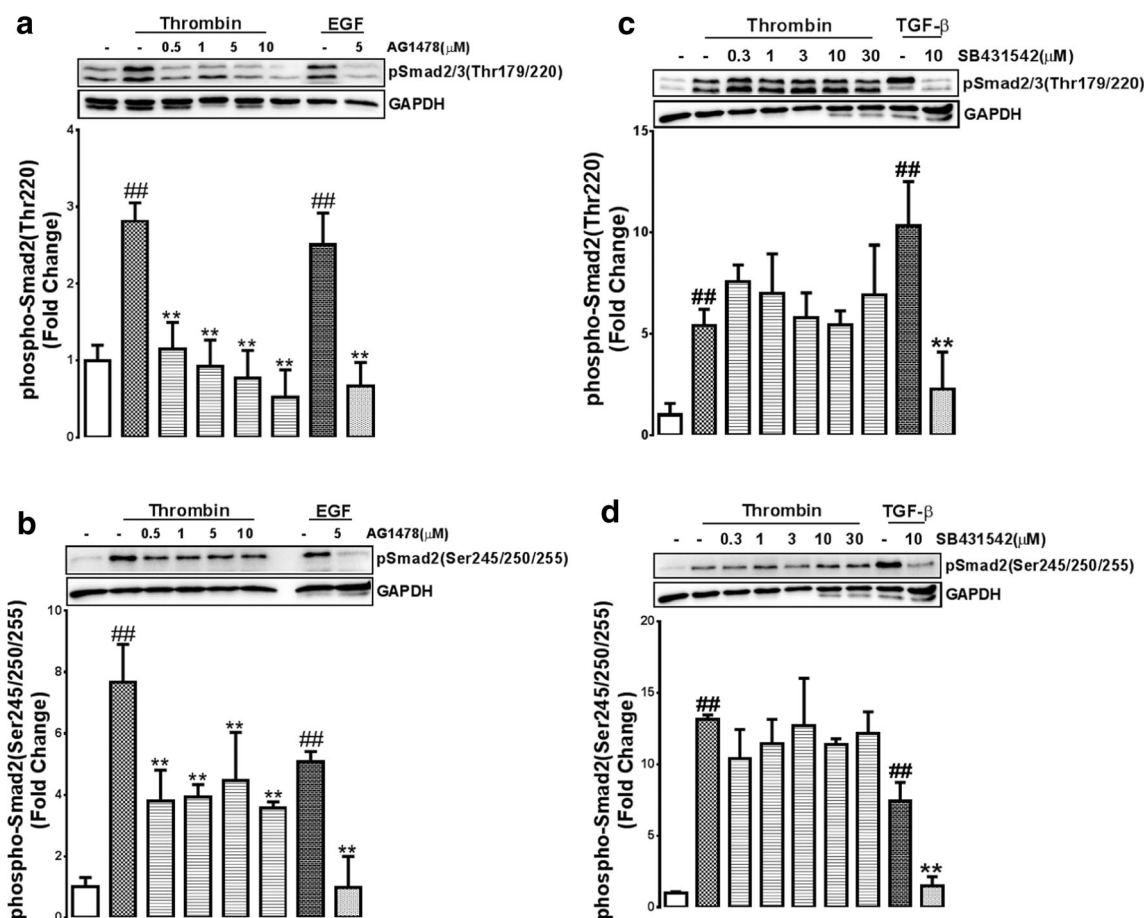 a
Thrombin EGF
- - 0.5 1 5 10 - 5 AG1478(μM)
pSmad2/3(Thr179/220)
GAPDH
phospho-Smad2(Thr220)
(Fold Change)
4
3
2
1
0
## ** ** ** ** ## **
c
Thrombin TGF-β
- - 0.3 1 3 10 30 - 10 SB431542(μM)
pSmad2/3(Thr179/220)
GAPDH
phospho-Smad2(Thr220)
(Fold Change)
15
10
5
0
## ## **
b
Thrombin EGF
- - 0.5 1 5 10 - 5 AG1478(μM)
pSmad2(Ser245/250/255)
GAPDH
phospho-Smad2(Ser245/250/255)
(Fold Change)
10
8
6
4
2
0
## ** ** ** ** ## **
d
Thrombin TGF-β
- - 0.3 1 3 10 30 - 10 SB431542(μM)
pSmad2(Ser245/250/255)
GAPDH
phospho-Smad2(Ser245/250/255)
(Fold Change)
20
15
10
5
0
## ## **